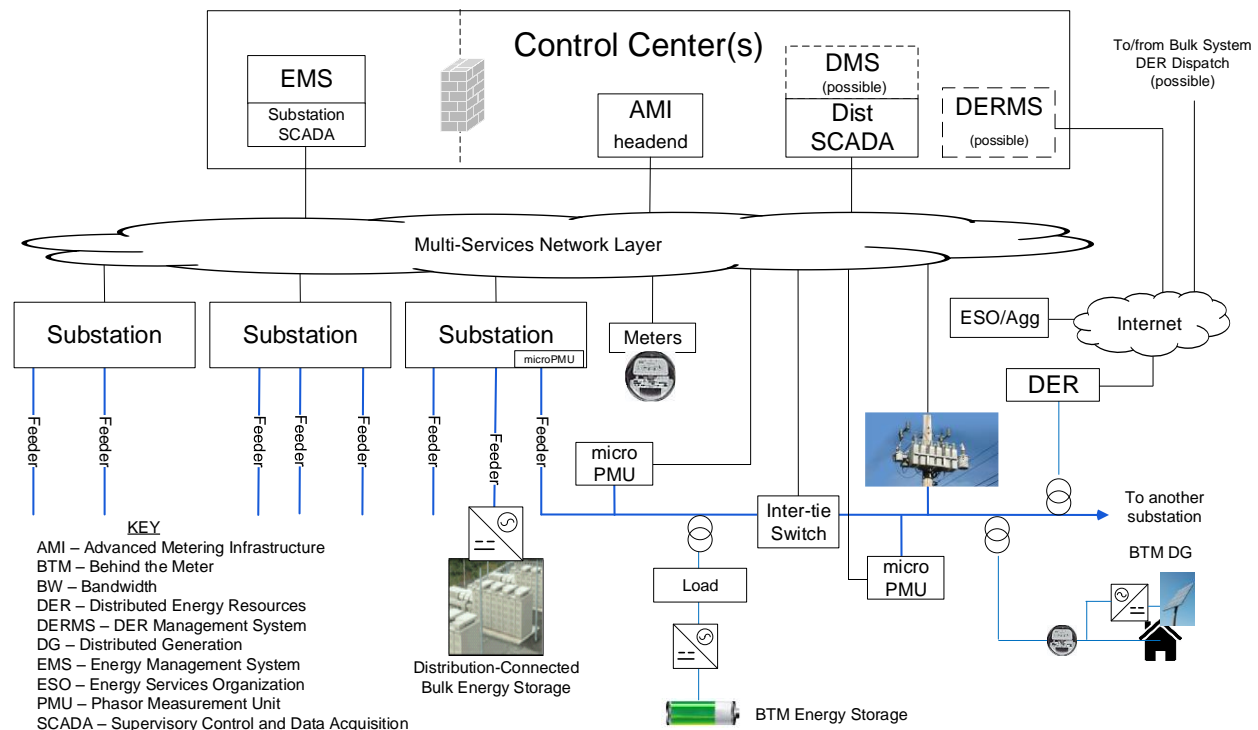 Control Center(s)
EMS
Substation
SCADA
AMI
headend
DMS
(possible)
Dist
SCADA
DERMS
(possible)
To/from Bulk System
DER Dispatch
(possible)
Multi-Services Network Layer
Substation
Substation
Substation
microPMU
Meters
ESO/Agg
Internet
DER
Feeder
Feeder
Feeder
Feeder
Feeder
Feeder
Feeder
Feeder
micro
PMU
Inter-tie
Switch
To another
substation
micro
PMU
BTM DG
Load
Distribution-Connected
Bulk Energy Storage
BTM Energy Storage
KEY
AMI – Advanced Metering Infrastructure
BTM – Behind the Meter
BW – Bandwidth
DER – Distributed Energy Resources
DERMS – DER Management System
DG – Distributed Generation
EMS – Energy Management System
ESO – Energy Services Organization
PMU – Phasor Measurement Unit
SCADA – Supervisory Control and Data Acquisition